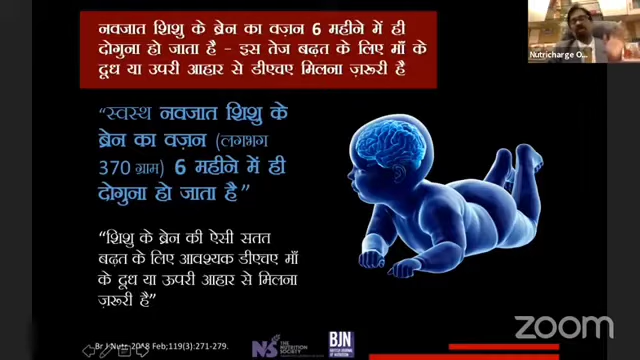 नवजात शिशु के ब्रेन का वज़न 6 महीने में ही
दोगुना हो जाता है - इस तेज बढ़त के लिए माँ के
दूध या उपरी आहार से डीएचए मिलना ज़रूरी है
Nutricharge O...
“स्वस्थ नवजात शिशु के
ब्रेन का वज़न (लगभग
370 ग्राम) 6 महीने में ही
दोगुना हो जाता है”
“शिशु के ब्रेन की ऐसी सतत
बढ़त के लिए आवश्यक डीएचए माँ
के दूध या ऊपरी आहार से मिलना
ज़रूरी है”
Br J Nutr 2018 Feb;119(3):271-279.
NS THE NUTRITION SOCIETY
BJN
zoom